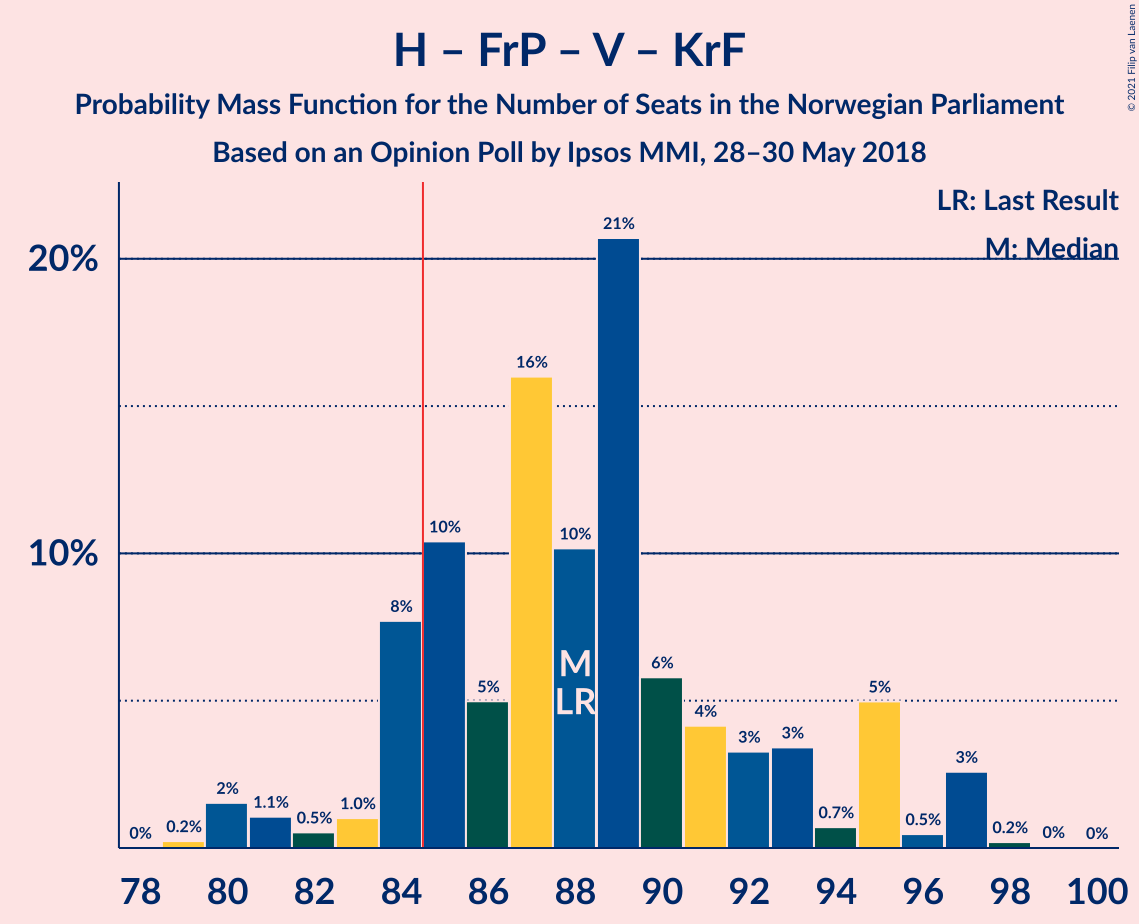 H – FrP – V – KrF
Probability Mass Function for the Number of Seats in the Norwegian Parliament
Based on an Opinion Poll by Ipsos MMI, 28–30 May 2018
© 2021 Filip van Laenen
LR: Last Result
M: Median
20%
10%
0%
0.2%
2%
1.1%
0.5%
1.0%
8%
10%
5%
16%
10%
21%
6%
4%
3%
3%
0.7%
5%
0.5%
3%
0.2%
0%
0%
M
LR
78 80 82 84 86 88 90 92 94 96 98 100